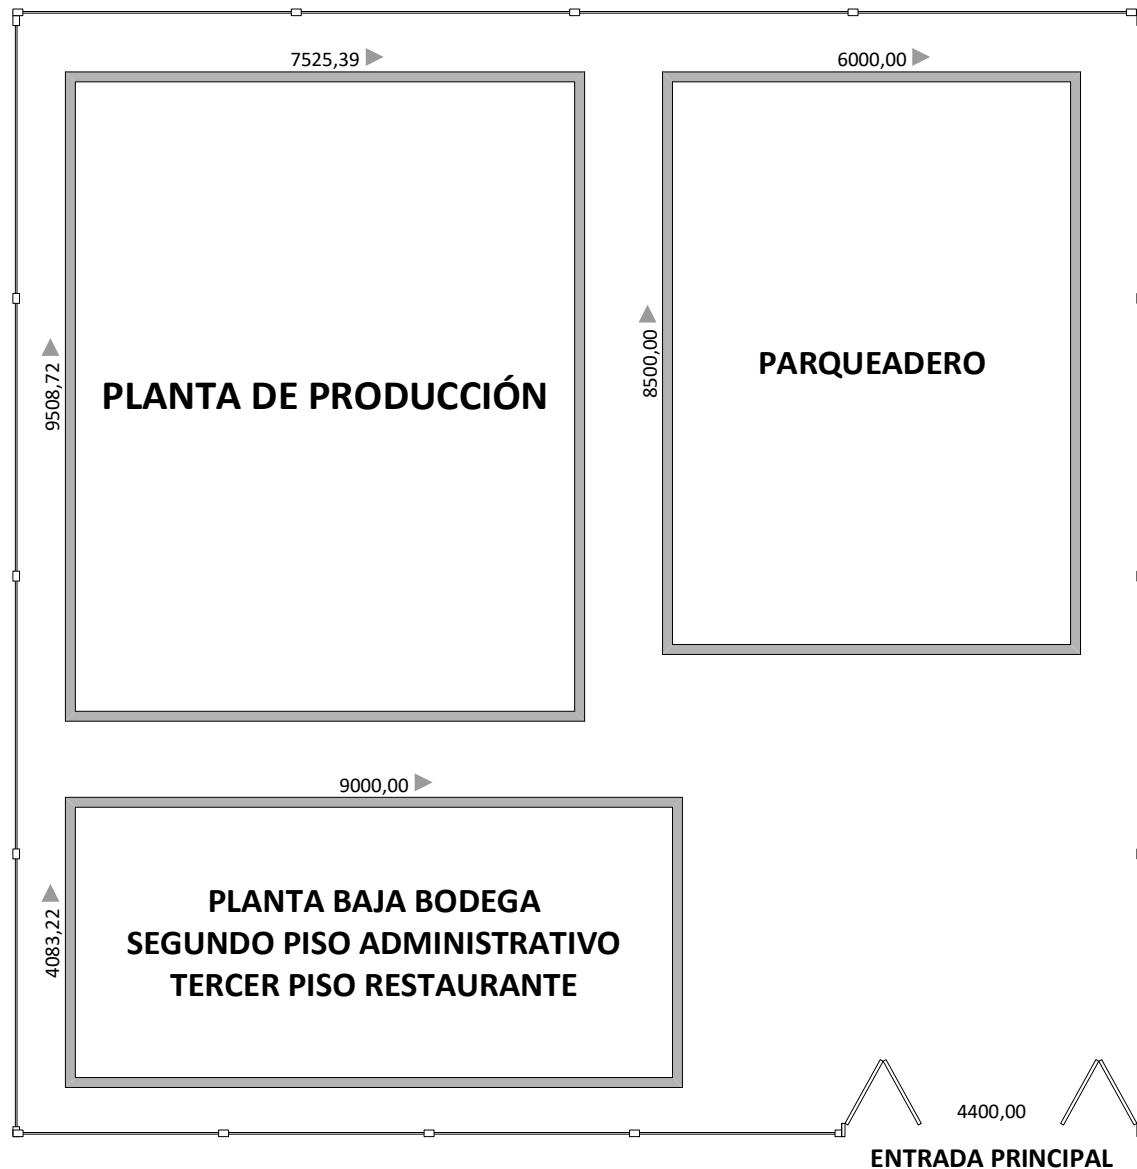 7525,39
6000,00
9508,72
8500,00
PLANTA DE PRODUCCIÓN
PARQUEADERO
9000,00
4083,22
PLANTA BAJA BODEGA
SEGUNDO PISO ADMINISTRATIVO
TERCER PISO RESTAURANTE
4400,00
ENTRADA PRINCIPAL